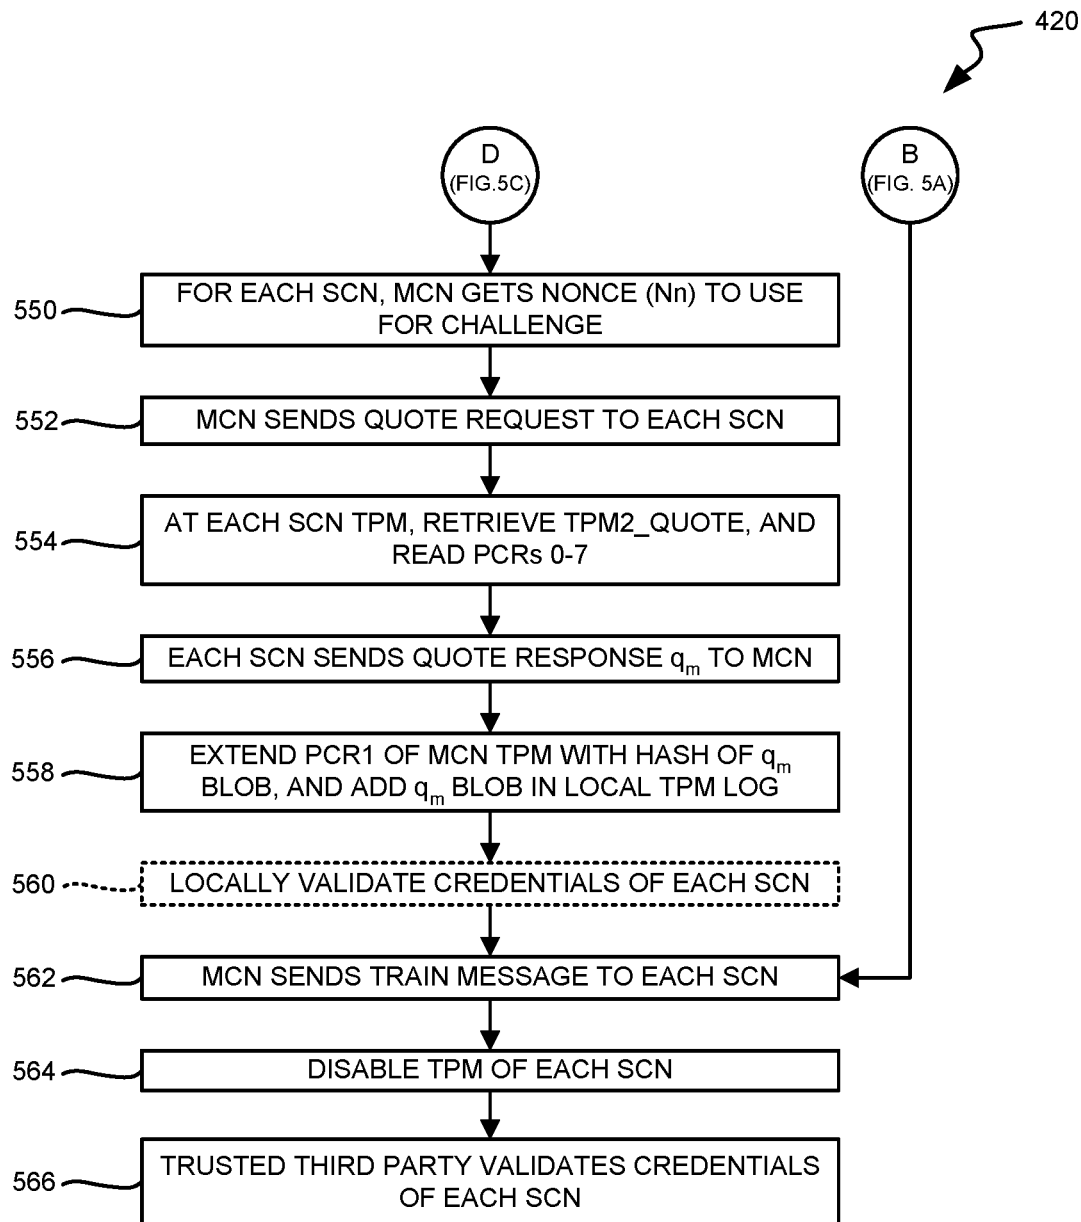 420
D
(FIG.5C)
B
(FIG. 5A)
550
FOR EACH SCN, MCN GETS NONCE (Nn) TO USE
FOR CHALLENGE
552
MCN SENDS QUOTE REQUEST TO EACH SCN
554
AT EACH SCN TPM, RETRIEVE TPM2_QUOTE, AND
READ PCRs 0-7
556
EACH SCN SENDS QUOTE RESPONSE qm TO MCN
558
EXTEND PCR1 OF MCN TPM WITH HASH OF qm
BLOB, AND ADD qm BLOB IN LOCAL TPM LOG
560
LOCALLY VALIDATE CREDENTIALS OF EACH SCN
562
MCN SENDS TRAIN MESSAGE TO EACH SCN
564
DISABLE TPM OF EACH SCN
566
TRUSTED THIRD PARTY VALIDATES CREDENTIALS
OF EACH SCN